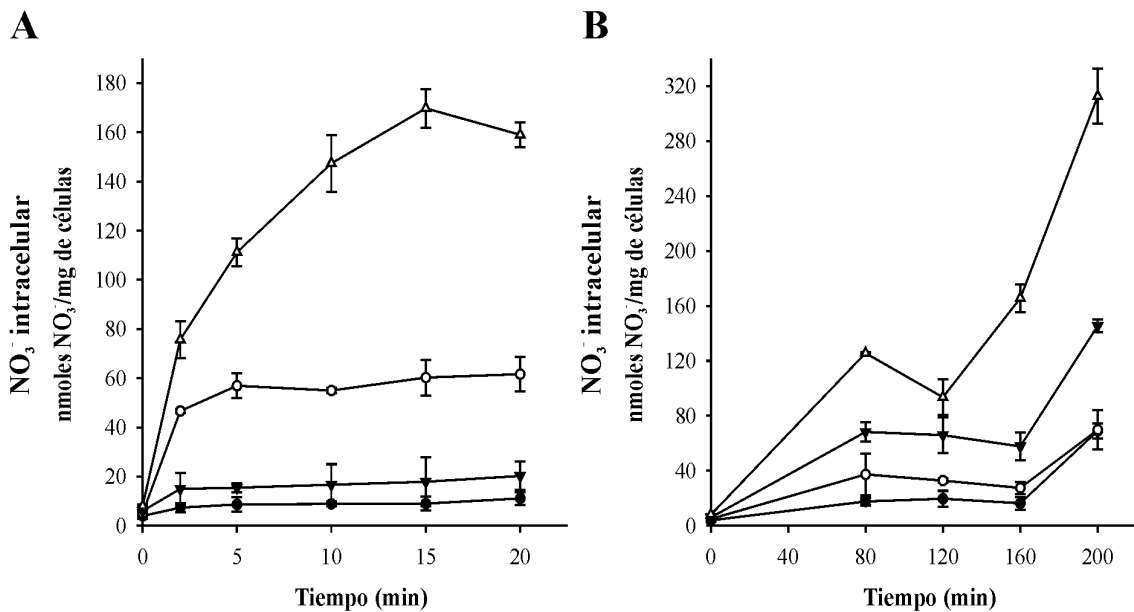 A
NO₃⁻ intracelular
nmoles NO₃⁻/mg de células
180
160
140
120
100
80
60
40
20
0
0 5 10 15 20
Tiempo (min)
B
NO₃⁻ intracelular
nmoles NO₃⁻/mg de células
320
280
240
200
160
120
80
40
0
0 40 80 120 160 200
Tiempo (min)